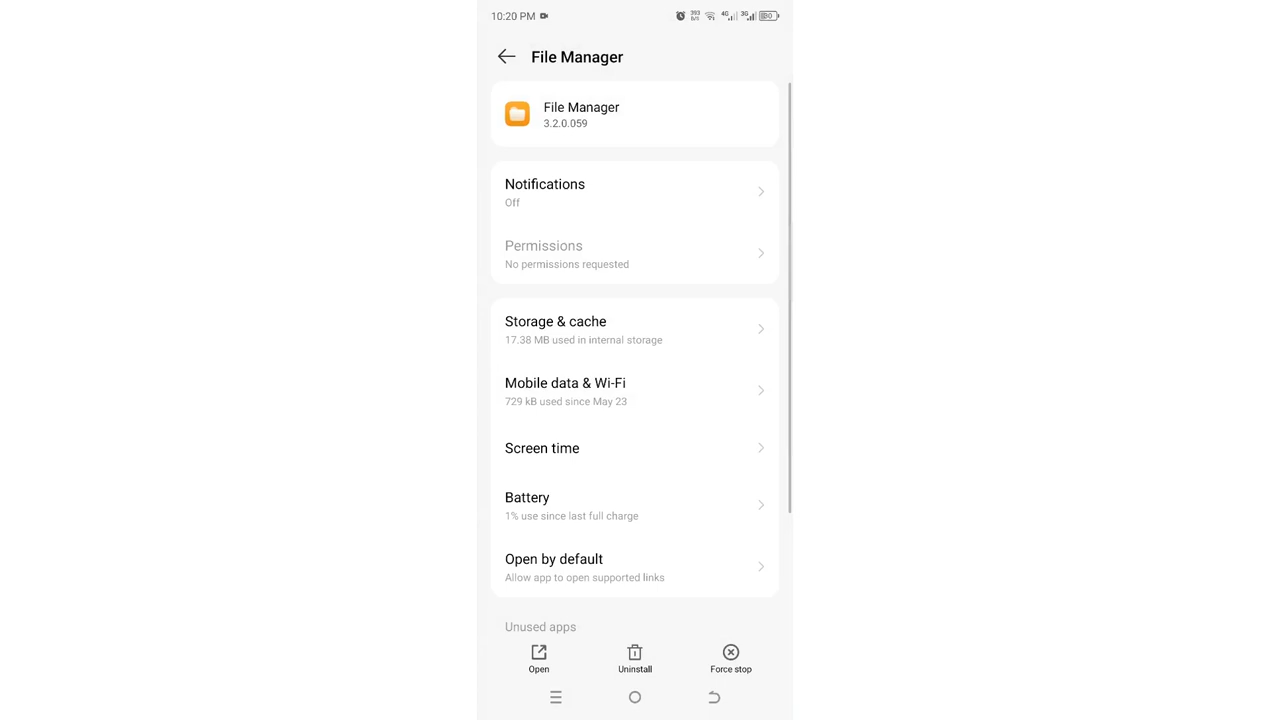 10:20 PM
393
B/S
4G
3G
File Manager
File Manager
3.2.0.059
Notifications
Off
Permissions
No permissions requested
Storage & cache
17.38 MB used in internal storage
Mobile data & Wi-Fi
729 kB used since May 23
Screen time
Battery
1% use since last full charge
Open by default
Allow app to open supported links
Unused apps
Open
Uninstall
Force stop